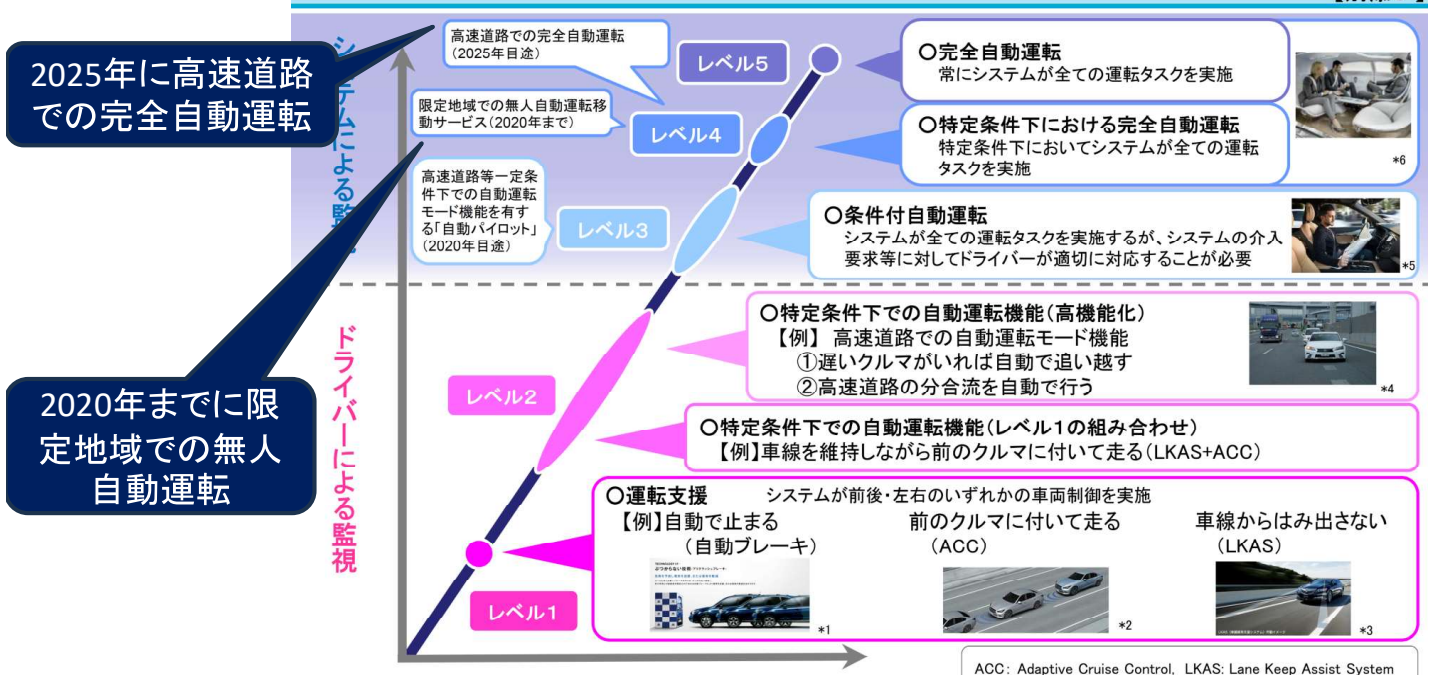 2025年に高速道路
での完全自動運転
2020年までに限
定地域での無人
自動運転
高速道路での完全自動運転
(2025年目途)
限定地域での無人自動運転移
動サービス(2020年まで)
高速道路等一定条
件下での自動運転
モード機能を有す
る「自動パイロット」
(2020年目途)
ドライバーによる監視
レベル5
レベル4
レベル3
レベル2
レベル1
○完全自動運転
常にシステムが全ての運転タスクを実施
○特定条件下における完全自動運転
特定条件下においてシステムが全ての運転
タスクを実施
*6
○条件付自動運転
システムが全ての運転タスクを実施するが、システムの介入
要求等に対してドライバーが適切に対応することが必要
*5
○特定条件下での自動運転機能(高機能化)
【例】 高速道路での自動運転モード機能
①遅いクルマがいれば自動で追い越す
②高速道路の分合流を自動で行う
*4
○特定条件下での自動運転機能(レベル1の組み合わせ)
【例】車線を維持しながら前のクルマに付いて走る(LKAS+ACC)
○運転支援 システムが前後・左右のいずれかの車両制御を実施
【例】自動で止まる
(自動ブレーキ)
*1
前のクルマに付いて走る
(ACC)
*2
車線からはみ出さない
(LKAS)
*3
ACC: Adaptive Cruise Control, LKAS: Lane Keep Assist System